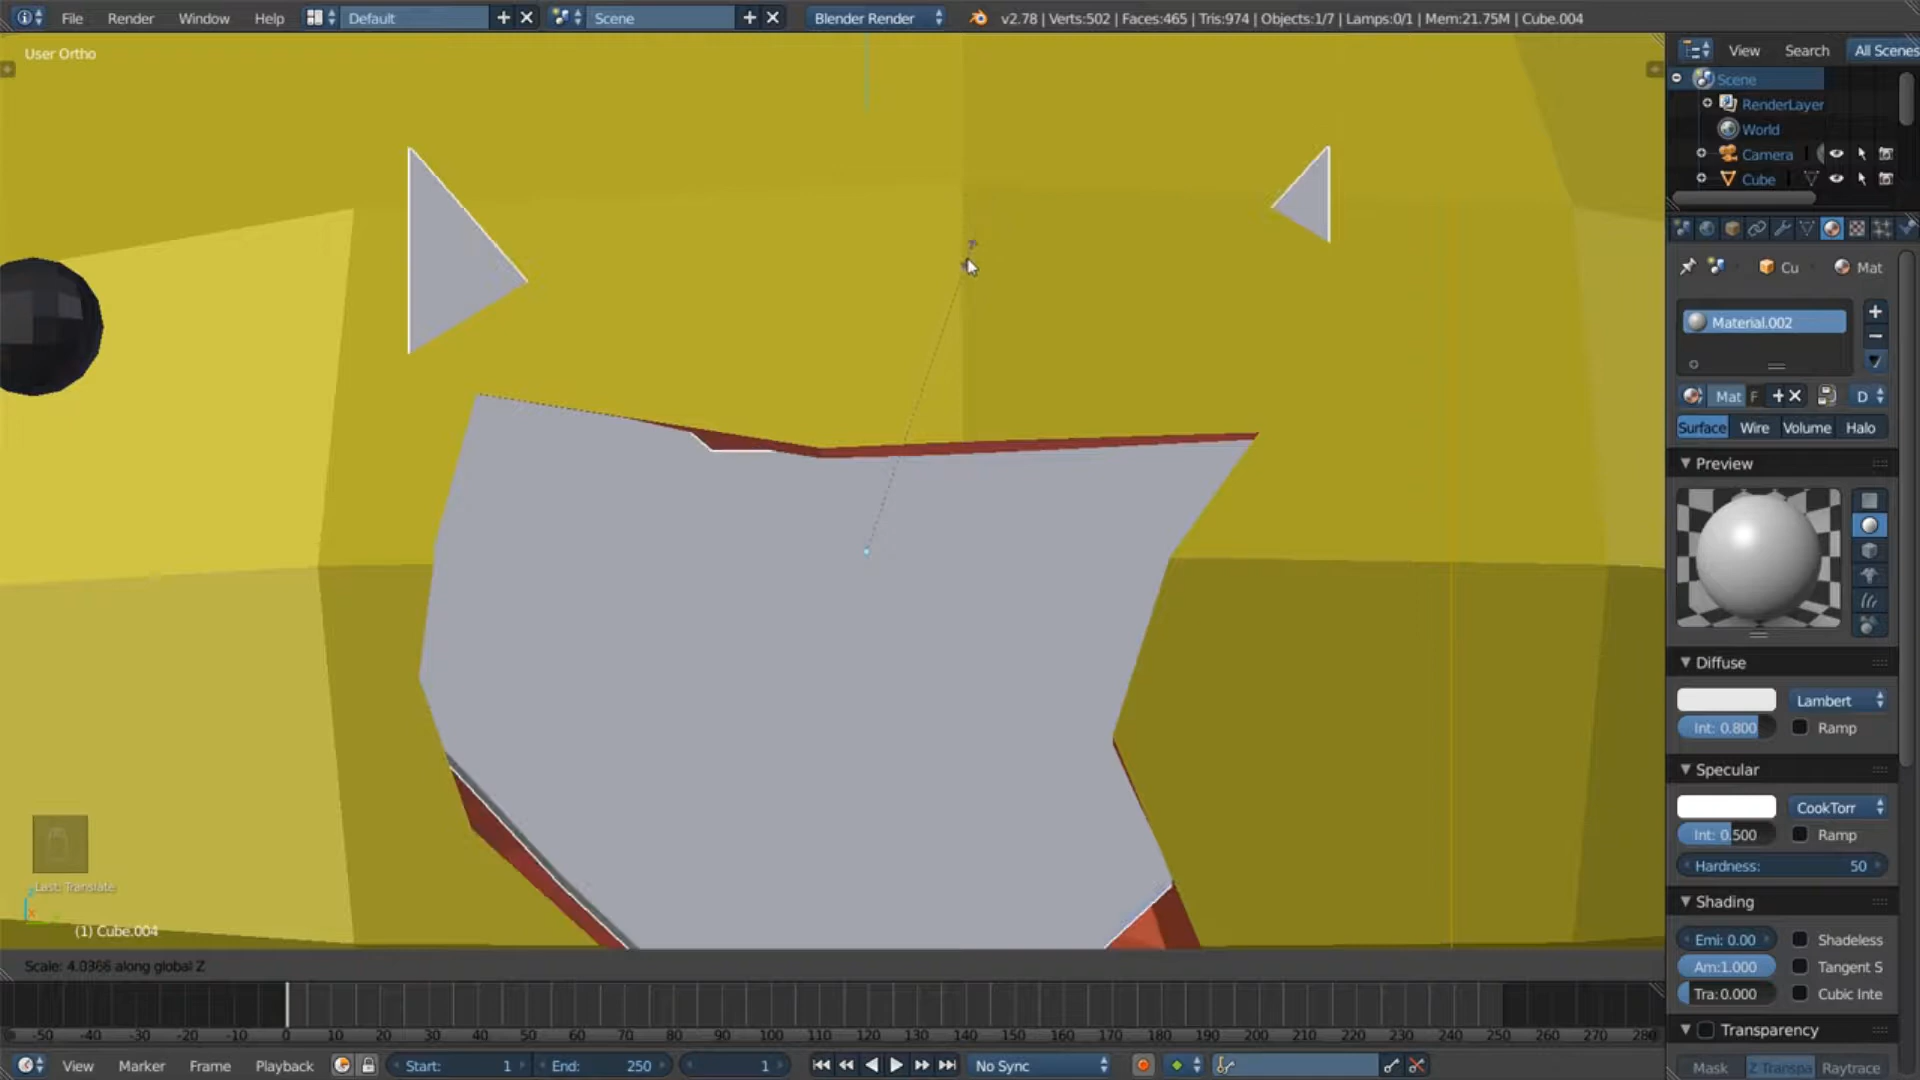 File Render Window Help Default Scene Blender Render v2.78 | Verts:502 | Faces:465 | Tris:974 | Objects:1/7 | Lamps:0/1 | Mem:21.75M | Cube.004
User Ortho
View Search All Scenes
Scene
RenderLayer
World
Camera
Cube
Cu Mat
Material.002
Mat F D
Surface Wire Volume Halo
Preview
Diffuse
Lambert
Int: 0.800 Ramp
Specular
CookTorr
Int: 0.500 Ramp
Hardness: 50
Shading
Emi: 0.00 Shadeless
Am:1.000 Tangent S
Tra:0.000 Cubic Inte
Transparency
Mask Z Transpa Raytrace
Last: Translate
(1) Cube.004
Scale: 4.0366 along global Z
-50 -40 -30 -20 -10 0 10 20 30 40 50 60 70 80 90 100 110 120 130 140 150 160 170 180 190 200 210 220 230 240 250 260 270 280
View Marker Frame Playback Start: 1 End: 250 1 No Sync